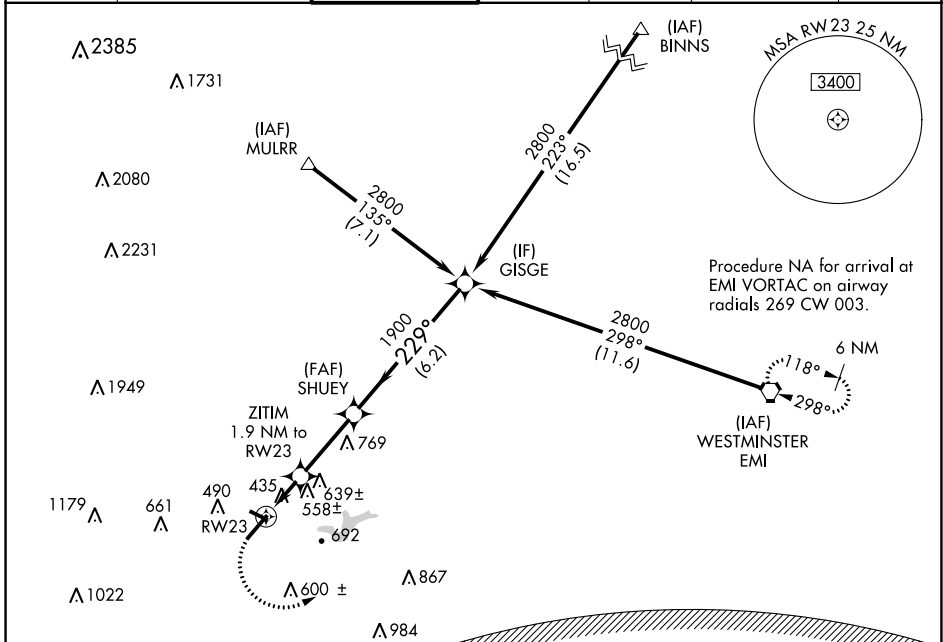 2385
1731
(IAF)
BINNS
MSA RW23 25 NM
3400
(IAF)
MULRR
2080
2800
223°
(16.5)
2800
135°
(7.1)
2231
(IF)
GISGE
Procedure NA for arrival at
EMI VORTAC on airway
radials 269 CW 003.
1900
229°
(6.2)
2800
298°
(11.6)
6 NM
118°
298°
(IAF)
WESTMINSTER
EMI
1949
(FAF)
SHUEY
ZITIM
1.9 NM to
RW23
769
1179
661
490
435
639±
558±
RW23
692
1022
600 ±
867
984